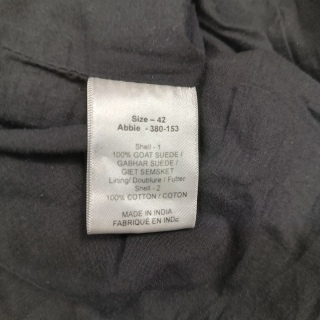 Size – 42
Abbie - 380-153
Shell - 1
100% GOAT SUEDE /
GABHAR SUEDE /
GIET SEMSKET
Lining/ Doublure / Futter
Shell - 2
100% COTTON / COTON
MADE IN INDIA
FABRIQUÉ EN INDE